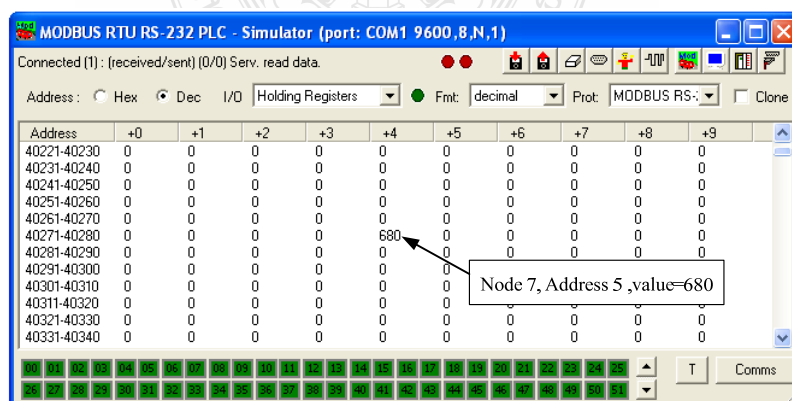 MODBUS RTU RS-232 PLC - Simulator (port: COM1 9600,8,N,1)
Connected (1) : (received/sent) (0/0) Serv. read data.
Address : Hex Dec I/O Holding Registers Fmt: decimal Prot: MODBUS RS-: Clone
Address +0 +1 +2 +3 +4 +5 +6 +7 +8 +9
40221-40230 0 0 0 0 0 0 0 0 0 0
40231-40240 0 0 0 0 0 0 0 0 0 0
40241-40250 0 0 0 0 0 0 0 0 0 0
40251-40260 0 0 0 0 0 0 0 0 0 0
40261-40270 0 0 0 0 0 0 0 0 0 0
40271-40280 0 0 0 0 680 0 0 0 0 0
40281-40290 0 0 0 0 0 0 0 0 0 0
40291-40300 0 0 0 0 0
40301-40310 0 0 0 0 0
Node 7, Address 5 ,value=680
40311-40320 0 0 0 0 0
40321-40330 0 0 0 0 0 0 0 0 0 0
40331-40340 0 0 0 0 0 0 0 0 0 0
00 01 02 03 04 05 06 07 08 09 10 11 12 13 14 15 16 17 18 19 20 21 22 23 24 25 T Comms
26 27 28 29 30 31 32 33 34 35 36 37 38 39 40 41 42 43 44 45 46 47 48 49 50 51